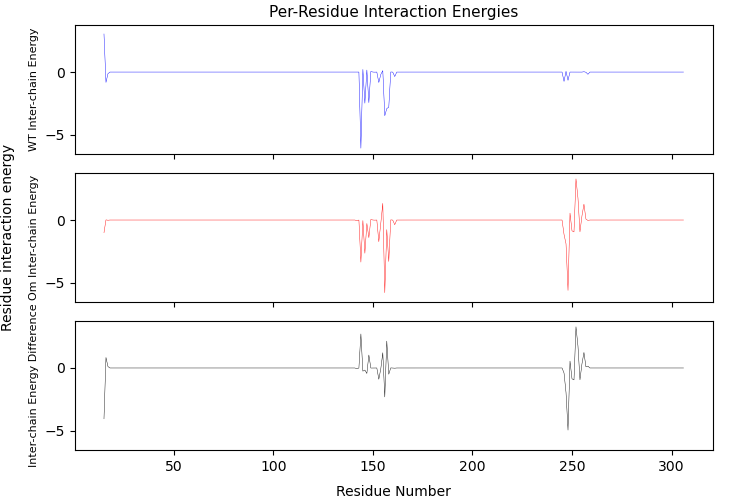 Per-Residue Interaction Energies
Residue interaction energy
WT Inter-chain Energy
0
−5
Om Inter-chain Energy
0
−5
Inter-chain Energy Difference
0
−5
50
100
150
200
250
300
Residue Number